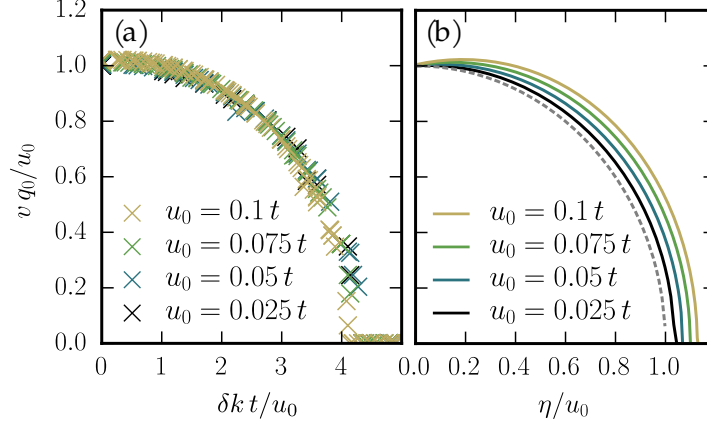 (a)
(b)
v q₀/u₀
1.2
1.0
0.8
0.6
0.4
0.2
0.0
u₀ = 0.1 t
u₀ = 0.075 t
u₀ = 0.05 t
u₀ = 0.025 t
u₀ = 0.1 t
u₀ = 0.075 t
u₀ = 0.05 t
u₀ = 0.025 t
0 1 2 3 4
0.0 0.2 0.4 0.6 0.8 1.0
δk t/u₀
η/u₀